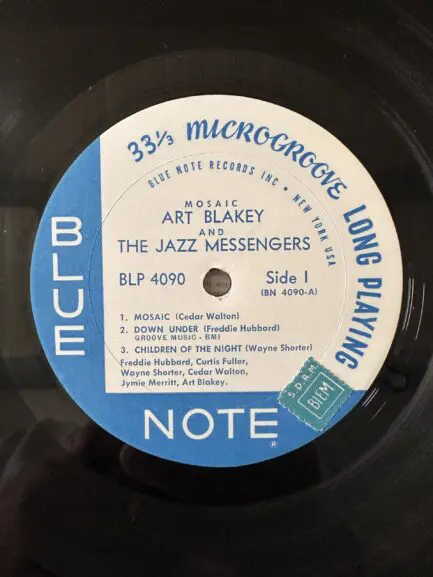 33⅓ MICROGROOVE LONG PLAYING
BLUE NOTE RECORDS INC • NEW YORK USA
MOSAIC
ART BLAKEY
AND
THE JAZZ MESSENGERS
BLP 4090 Side 1
(BN 4090-A)
1. MOSAIC (Cedar Walton)
2. DOWN UNDER (Freddie Hubbard)
GROOVE MUSIC - BMI
3. CHILDREN OF THE NIGHT (Wayne Shorter)
Freddie Hubbard, Curtis Fuller,
Wayne Shorter, Cedar Walton,
Jymie Merritt, Art Blakey.
S.D.R.M.
BIEM
BLUE
NOTE
®